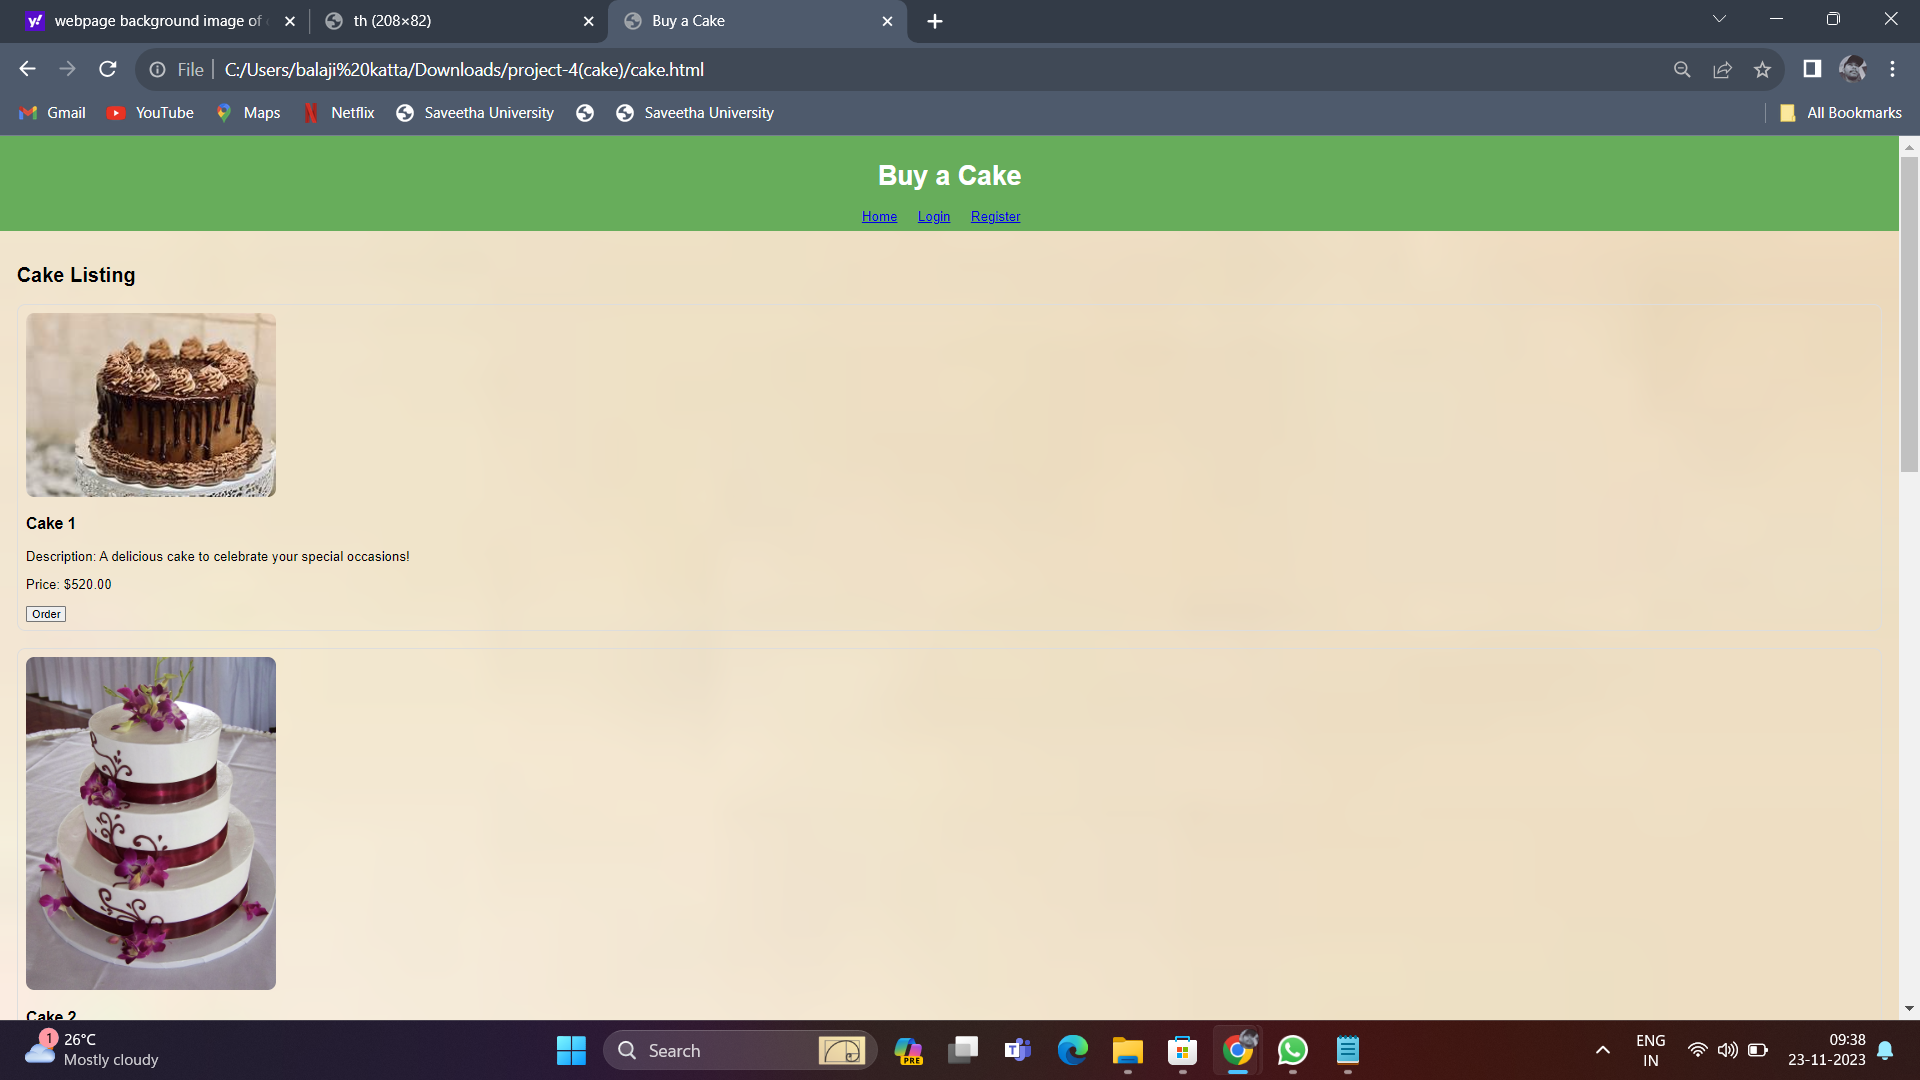 webpage background image of
th (208×82)
Buy a Cake
File
C:/Users/balaji%20katta/Downloads/project-4(cake)/cake.html
Gmail
YouTube
Maps
Netflix
Saveetha University
Saveetha University
All Bookmarks
Buy a Cake
Home Login Register
Cake Listing
Cake 1
Description: A delicious cake to celebrate your special occasions!
Price: $520.00
Order
Cake 2
1
26°C
Mostly cloudy
Search
PRE
ENG
IN
09:38
23-11-2023